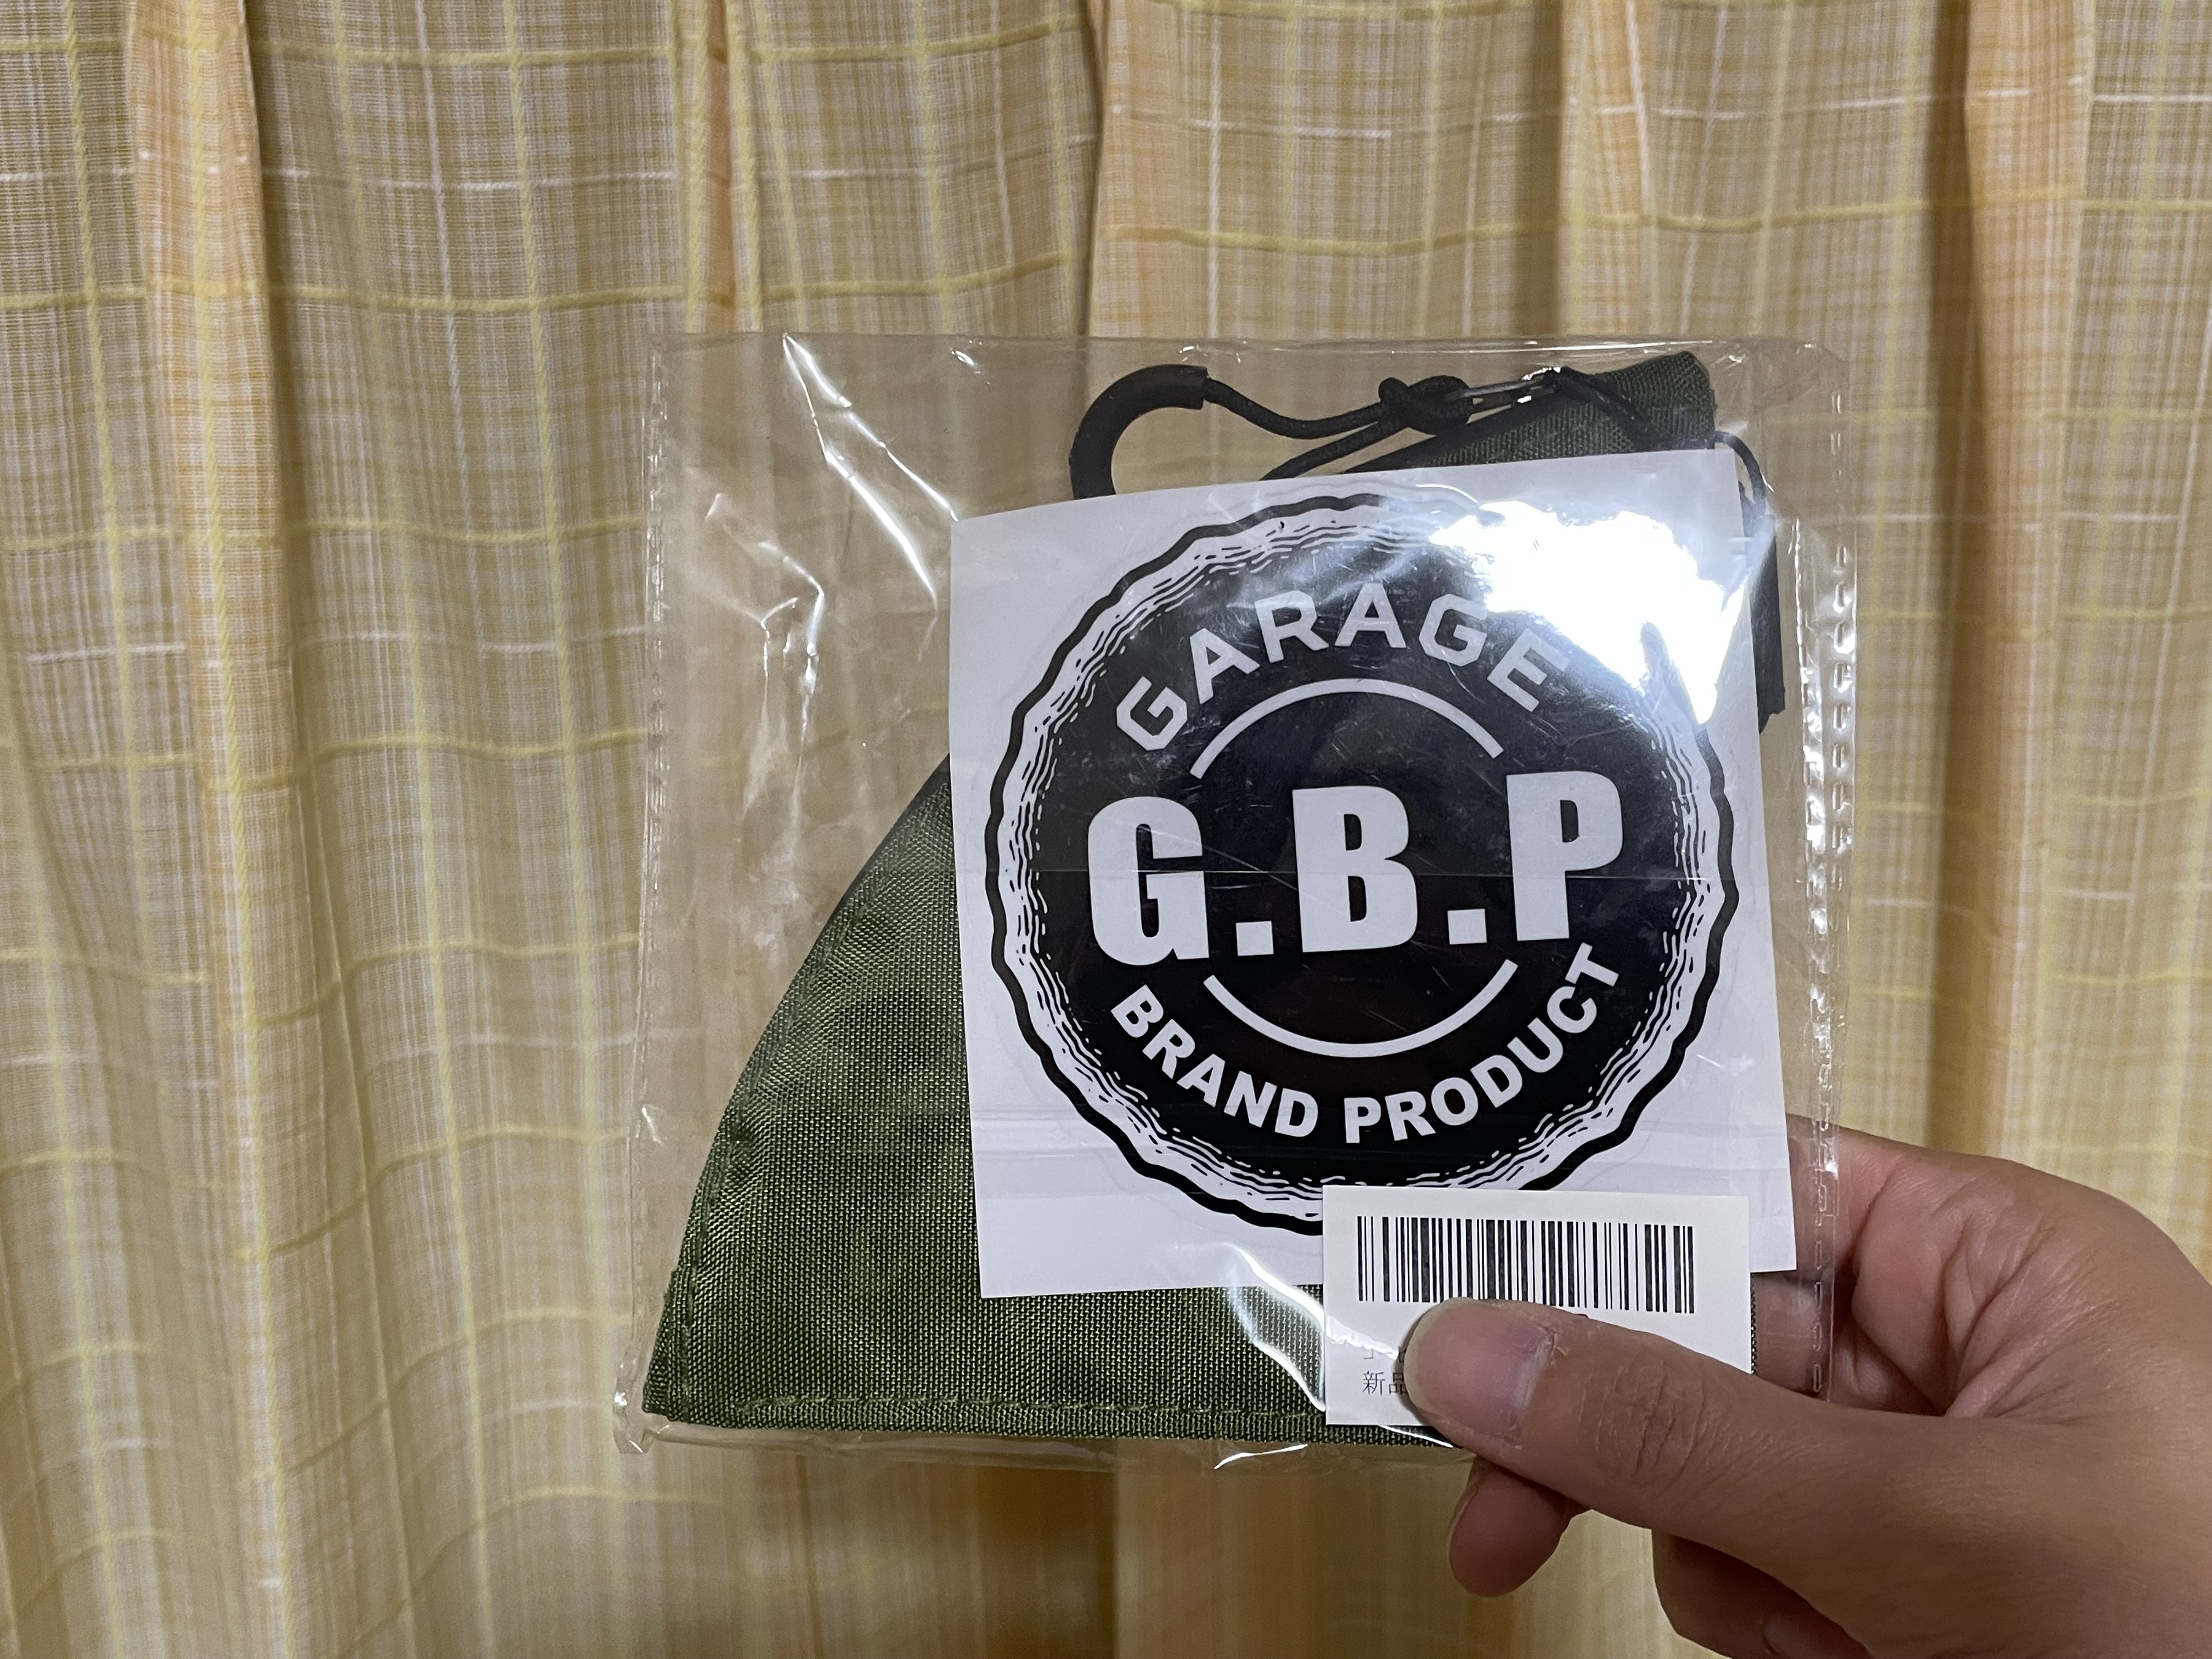 GARAGE
G.B.P
BRAND PRODUCT
新品